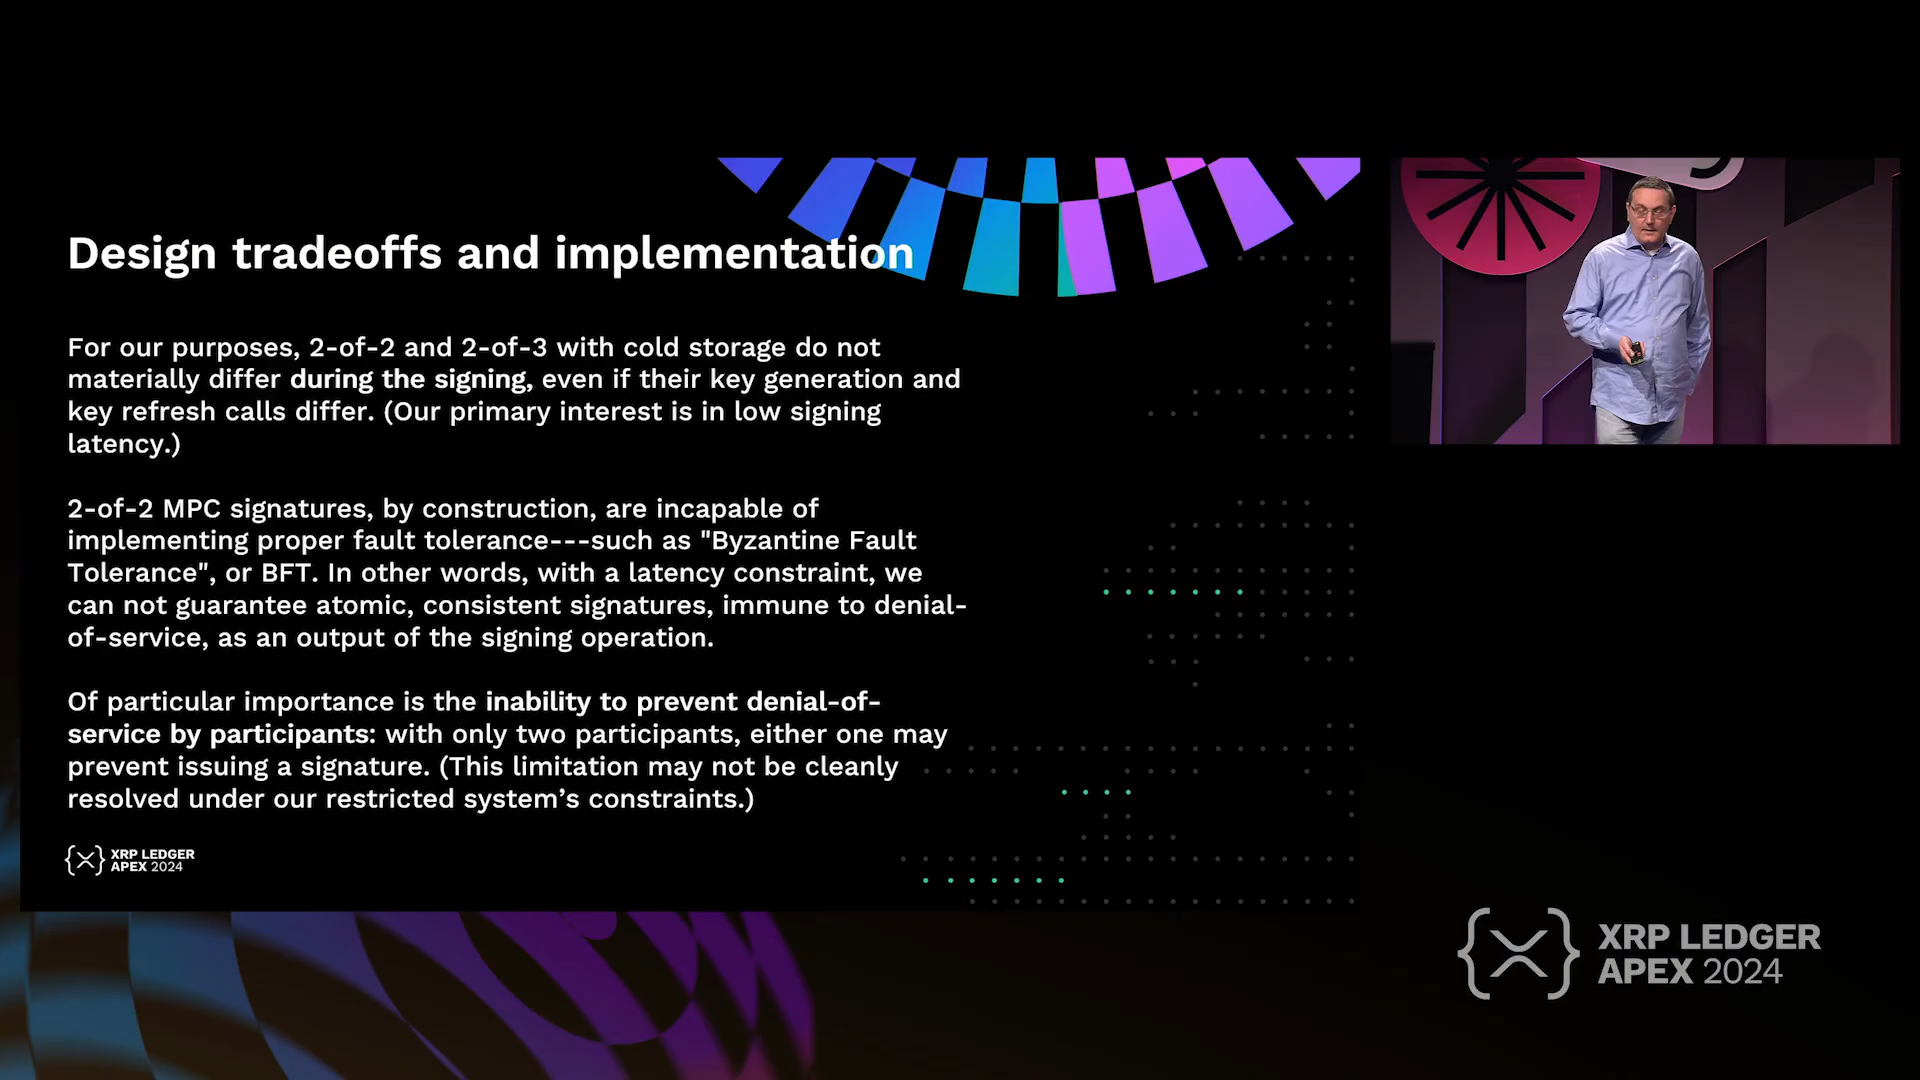 Design tradeoffs and implementation
For our purposes, 2-of-2 and 2-of-3 with cold storage do not
materially differ during the signing, even if their key generation and
key refresh calls differ. (Our primary interest is in low signing
latency.)
2-of-2 MPC signatures, by construction, are incapable of
implementing proper fault tolerance---such as "Byzantine Fault
Tolerance", or BFT. In other words, with a latency constraint, we
can not guarantee atomic, consistent signatures, immune to denial-
of-service, as an output of the signing operation.
Of particular importance is the inability to prevent denial-of-
service by participants: with only two participants, either one may
prevent issuing a signature. (This limitation may not be cleanly
resolved under our restricted system’s constraints.)
XRP LEDGER
APEX 2024
XRP LEDGER
APEX 2024